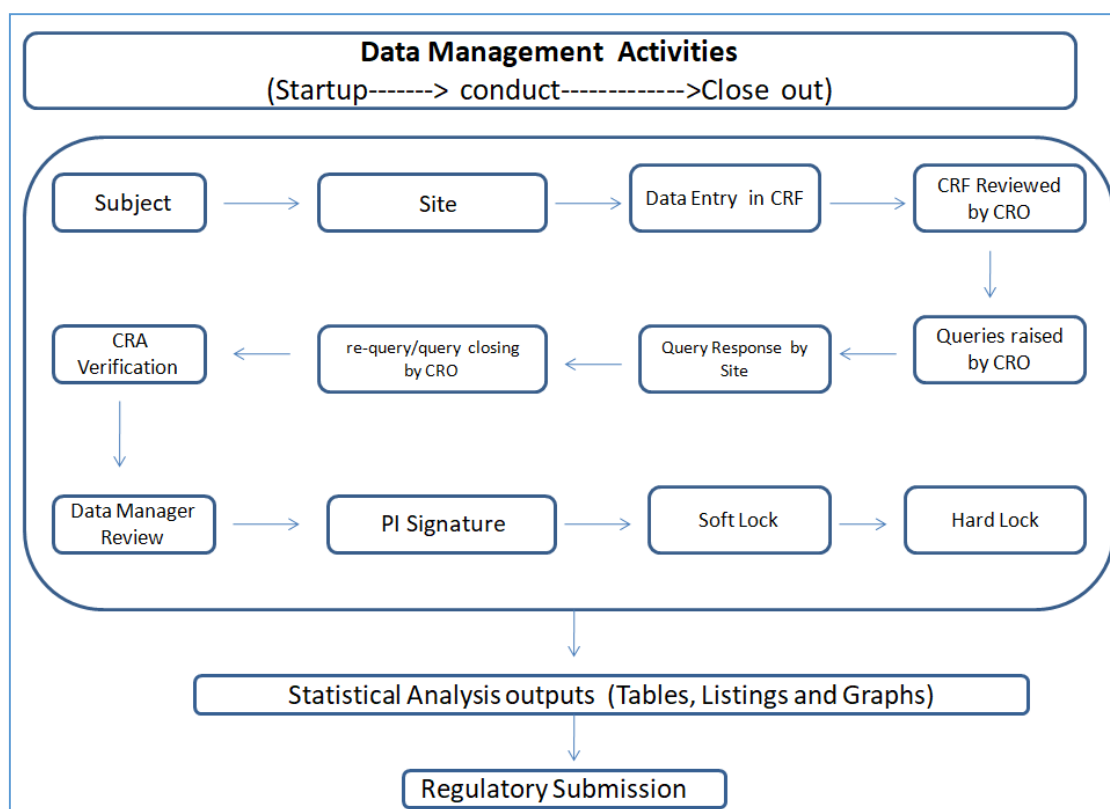 Data Management Activities
(Startup-------> conduct------------->Close out)
Subject
Site
Data Entry in CRF
CRF Reviewed
by CRO
Queries raised
by CRO
Query Response by
Site
re-query/query closing
by CRO
CRA
Verification
Data Manager
Review
PI Signature
Soft Lock
Hard Lock
Statistical Analysis outputs (Tables, Listings and Graphs)
Regulatory Submission